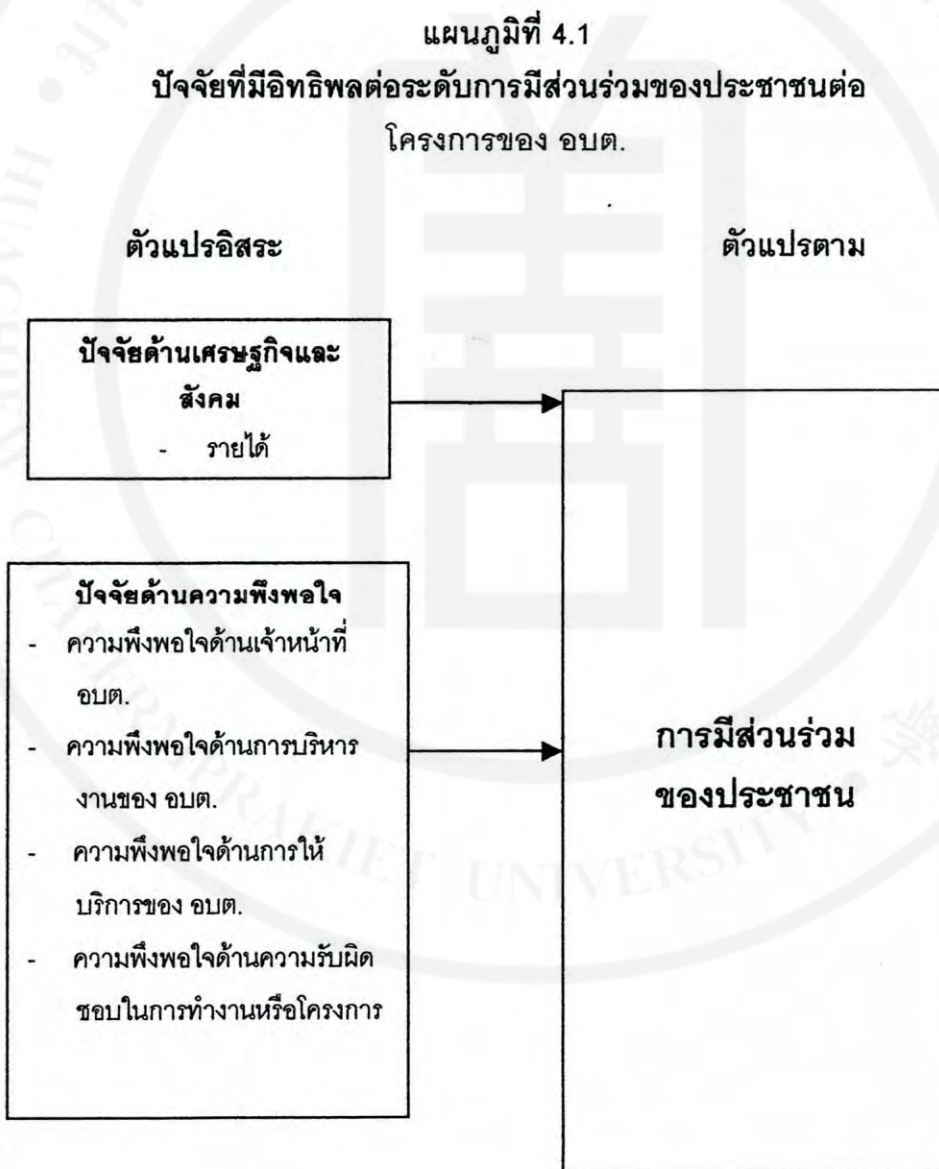 แผนภูมิที่ 4.1
ปัจจัยที่มีอิทธิพลต่อระดับการมีส่วนร่วมของประชาชนต่อ
โครงการของ อบต.
ตัวแปรอิสระ
ตัวแปรตาม
ปัจจัยด้านเศรษฐกิจและ
สังคม
- รายได้
ปัจจัยด้านความพึงพอใจ
- ความพึงพอใจด้านเจ้าหน้าที่
อบต.
- ความพึงพอใจด้านการบริหาร
งานของ อบต.
- ความพึงพอใจด้านการให้
บริการของ อบต.
- ความพึงพอใจด้านความรับผิด
ชอบในการทำงานหรือโครงการ
การมีส่วนร่วม
ของประชาชน
HUACHIEW CHALERMPRAKIET UNIVERSITY